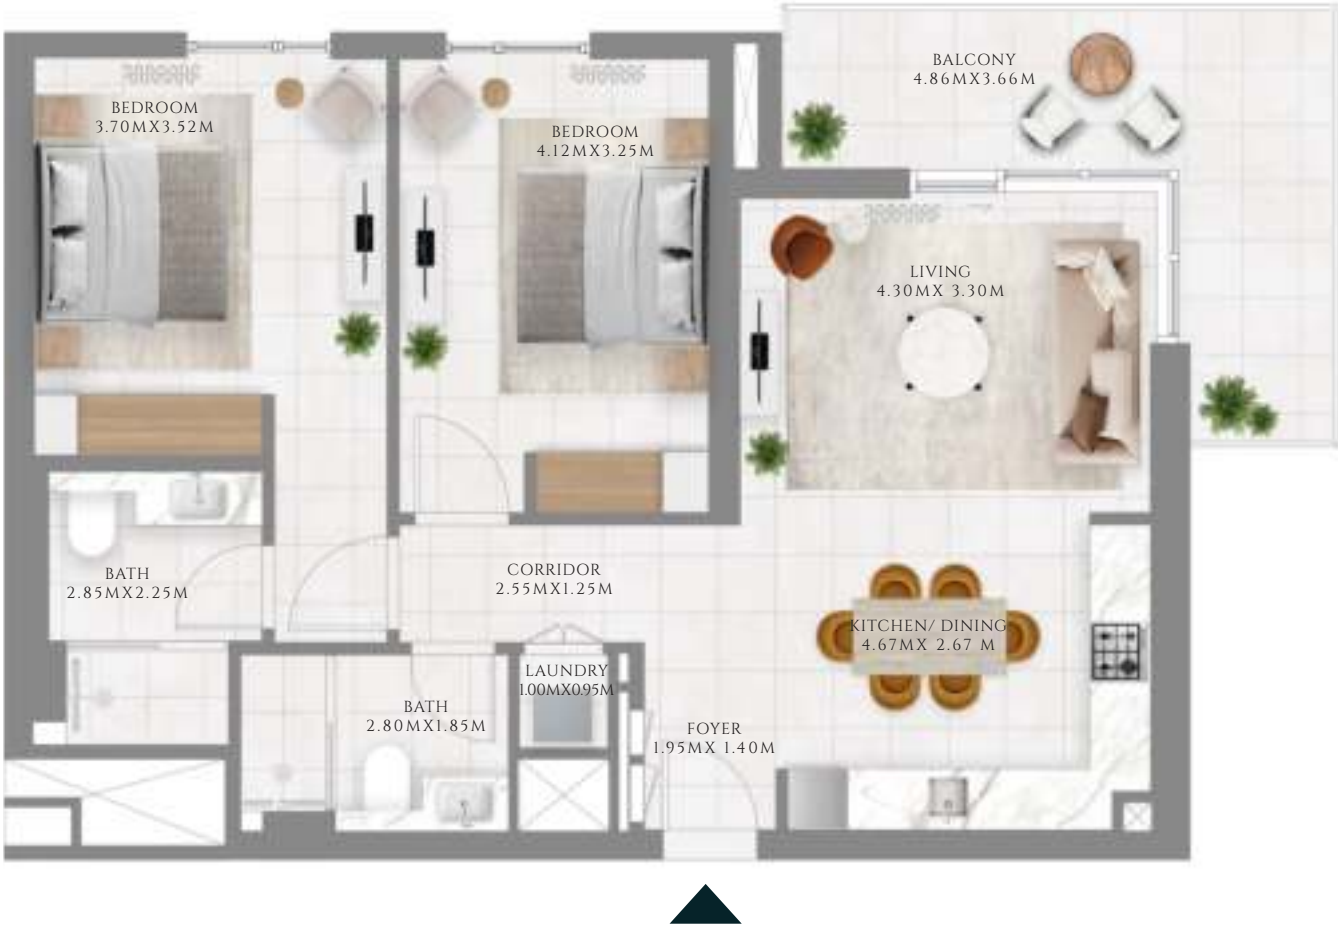 BALCONY
4.86MX3.66M
BEDROOM
3.70MX3.52M
BEDROOM
4.12MX3.25M
LIVING
4.30MX 3.30M
BATH
2.85MX2.25M
CORRIDOR
2.55MX1.25M
KITCHEN/ DINING
4.67MX 2.67 M
LAUNDRY
1.00MX0.95M
BATH
2.80MX1.85M
FOYER
1.95MX 1.40M